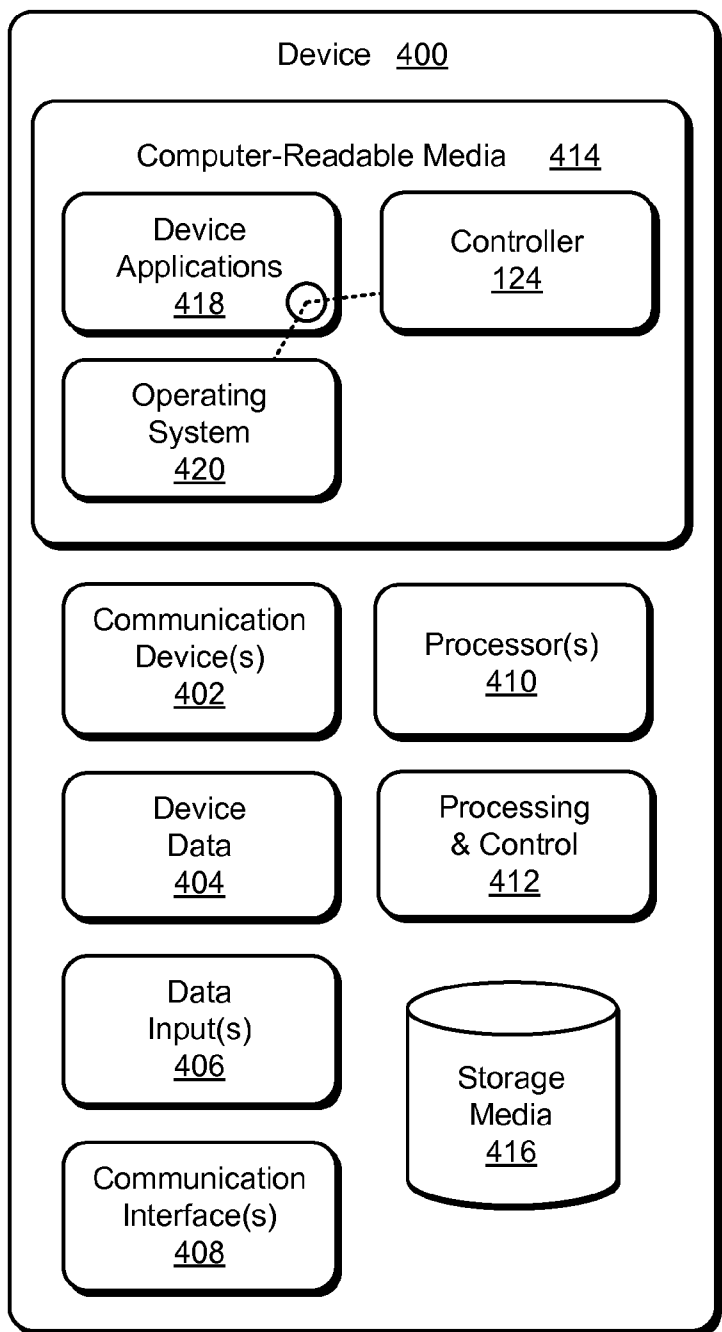 Device 400
Computer-Readable Media 414
Device
Applications
418
Controller
124
Operating
System
420
Communication
Device(s)
402
Processor(s)
410
Device
Data
404
Processing
& Control
412
Data
Input(s)
406
Storage
Media
416
Communication
Interface(s)
408